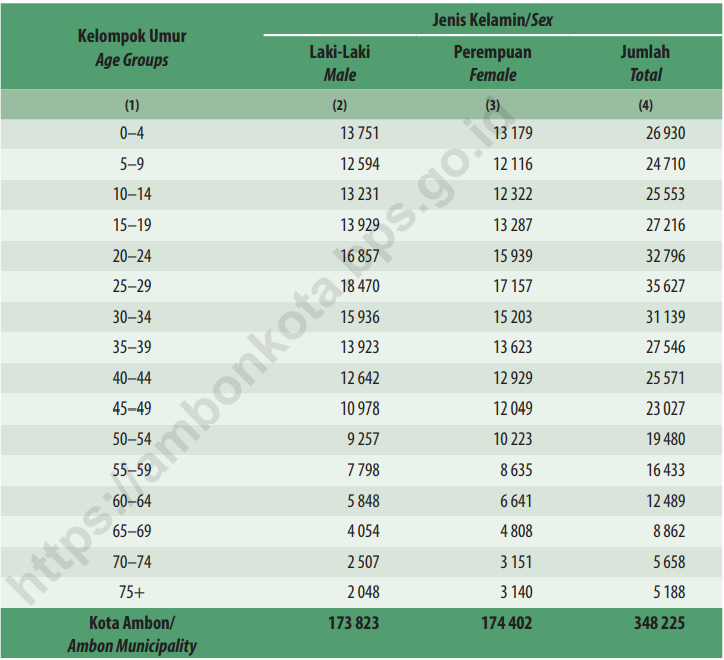 Kelompok Umur
Age Groups
Jenis Kelamin/Sex
Laki-Laki
Male
Perempuan
Female
Jumlah
Total
(1) (2) (3) (4)
0–4 13 751 13 179 26 930
5–9 12 594 12 116 24 710
10–14 13 231 12 322 25 553
15–19 13 929 13 287 27 216
20–24 16 857 15 939 32 796
25–29 18 470 17 157 35 627
30–34 15 936 15 203 31 139
35–39 13 923 13 623 27 546
40–44 12 642 12 929 25 571
45=49 10 978 12 049 23 027
50–54 9 257 10 223 19 480
55–59 7 798 8 635 16 433
60–64 5 848 6 641 12 489
65–69 4 054 4 808 8 862
70–74 2 507 3 151 5 658
75+ 2 048 3 140 5 188
Kota Ambon/
Ambon Municipality
173 823 174 402 348 225
https://ambonkota.bps.go.id